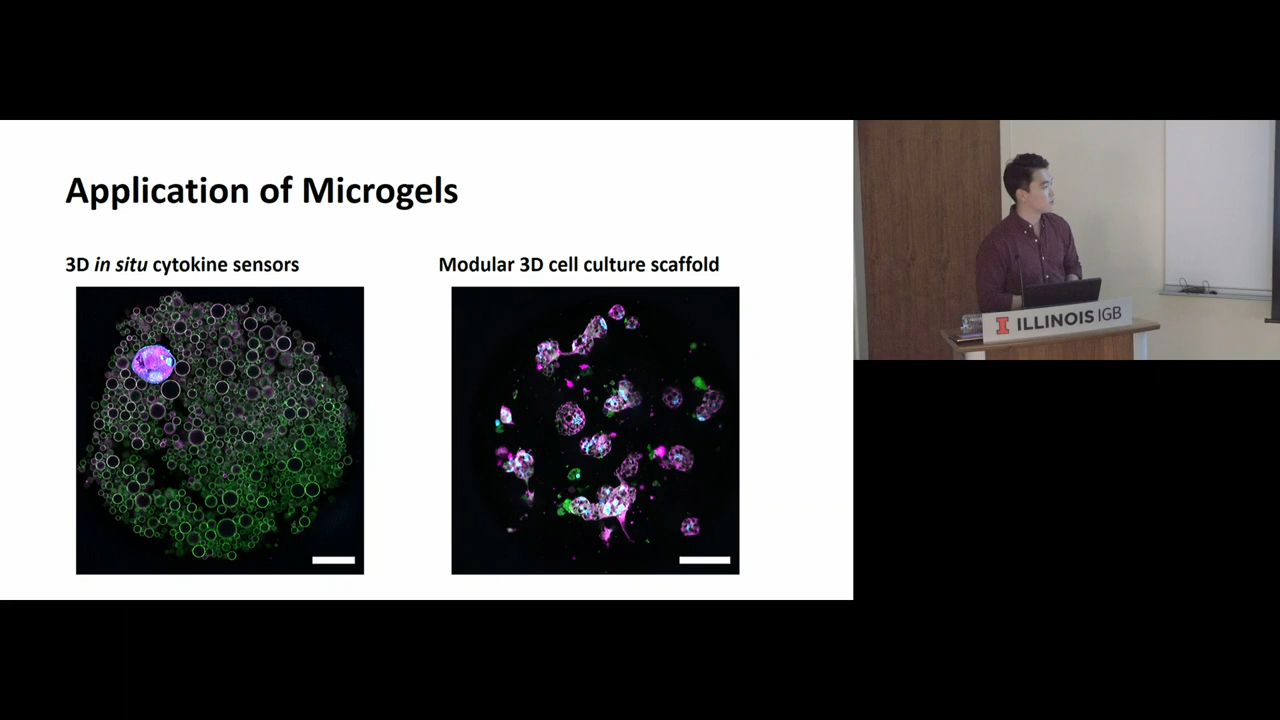 Application of Microgels
3D in situ cytokine sensors
Modular 3D cell culture scaffold
I ILLINOIS IGB